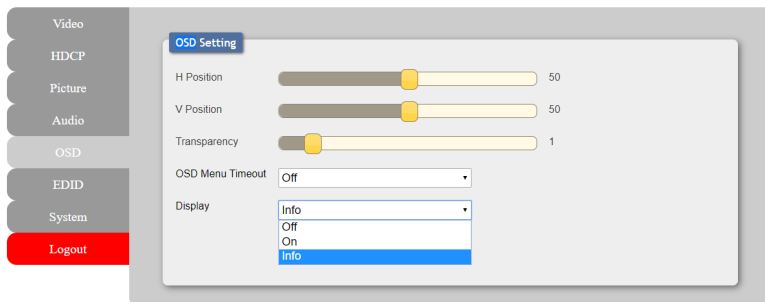 Video
HDCP
Picture
Audio
OSD
EDID
System
Logout
OSD Setting
H Position 50
V Position 50
Transparency 1
OSD Menu Timeout Off
Display Info
Off
On
Info